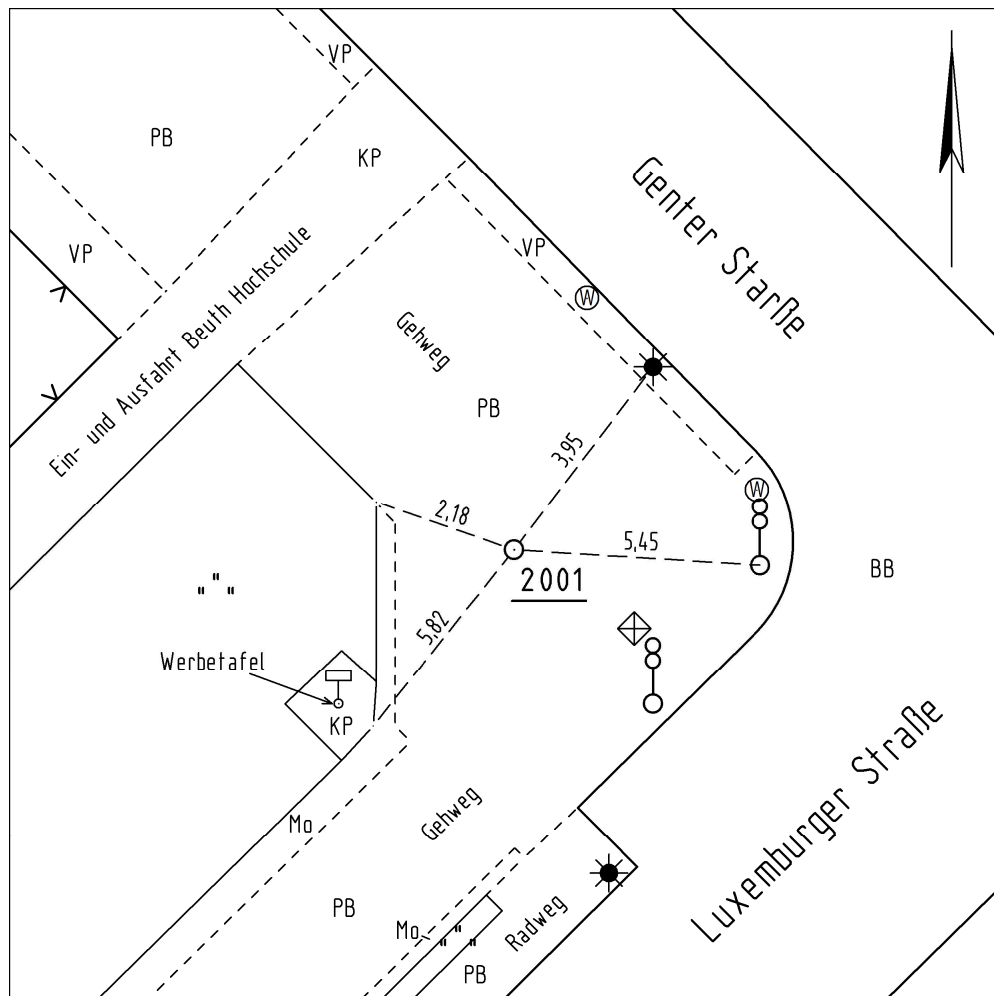 VP
PB
KP
VP
VP
Genter Starße
Ein- und Ausfahrt Beuth Hochschule
W
Gehweg
PB
3,95
2,18
W
5,45
2001
BB
5,82
Werbetafel
KP
Mo
Gehweg
Luxemburger Straße
PB
Mo
Radweg
PB